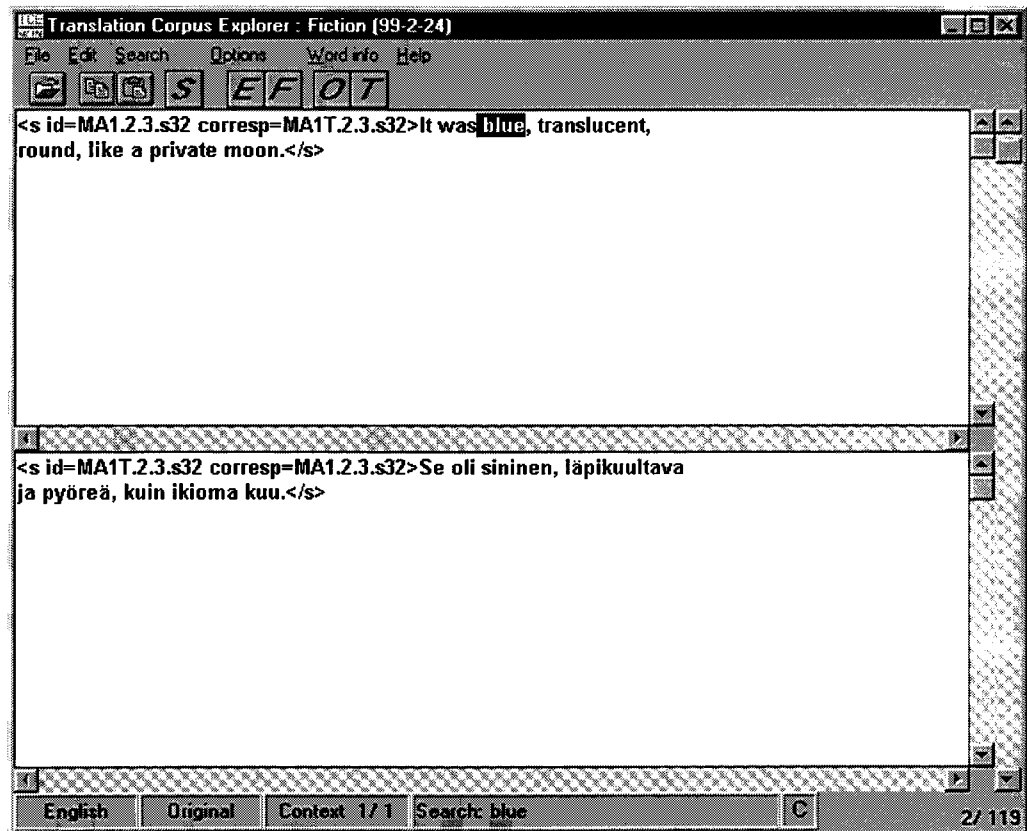 Translation Corpus Explorer : Fiction (99-2-24)
File Edit Search Options Word info Help
S E F O T
<s id=MA1.2.3.s32 corresp=MA1T.2.3.s32>It was blue, translucent,
round, like a private moon.</s>
<s id=MA1T.2.3.s32 corresp=MA1.2.3.s32>Se oli sininen, läpikuultava
ja pyöreä, kuin ikioma kuu.</s>
English Original Context 1/1 Search: blue C 2/119